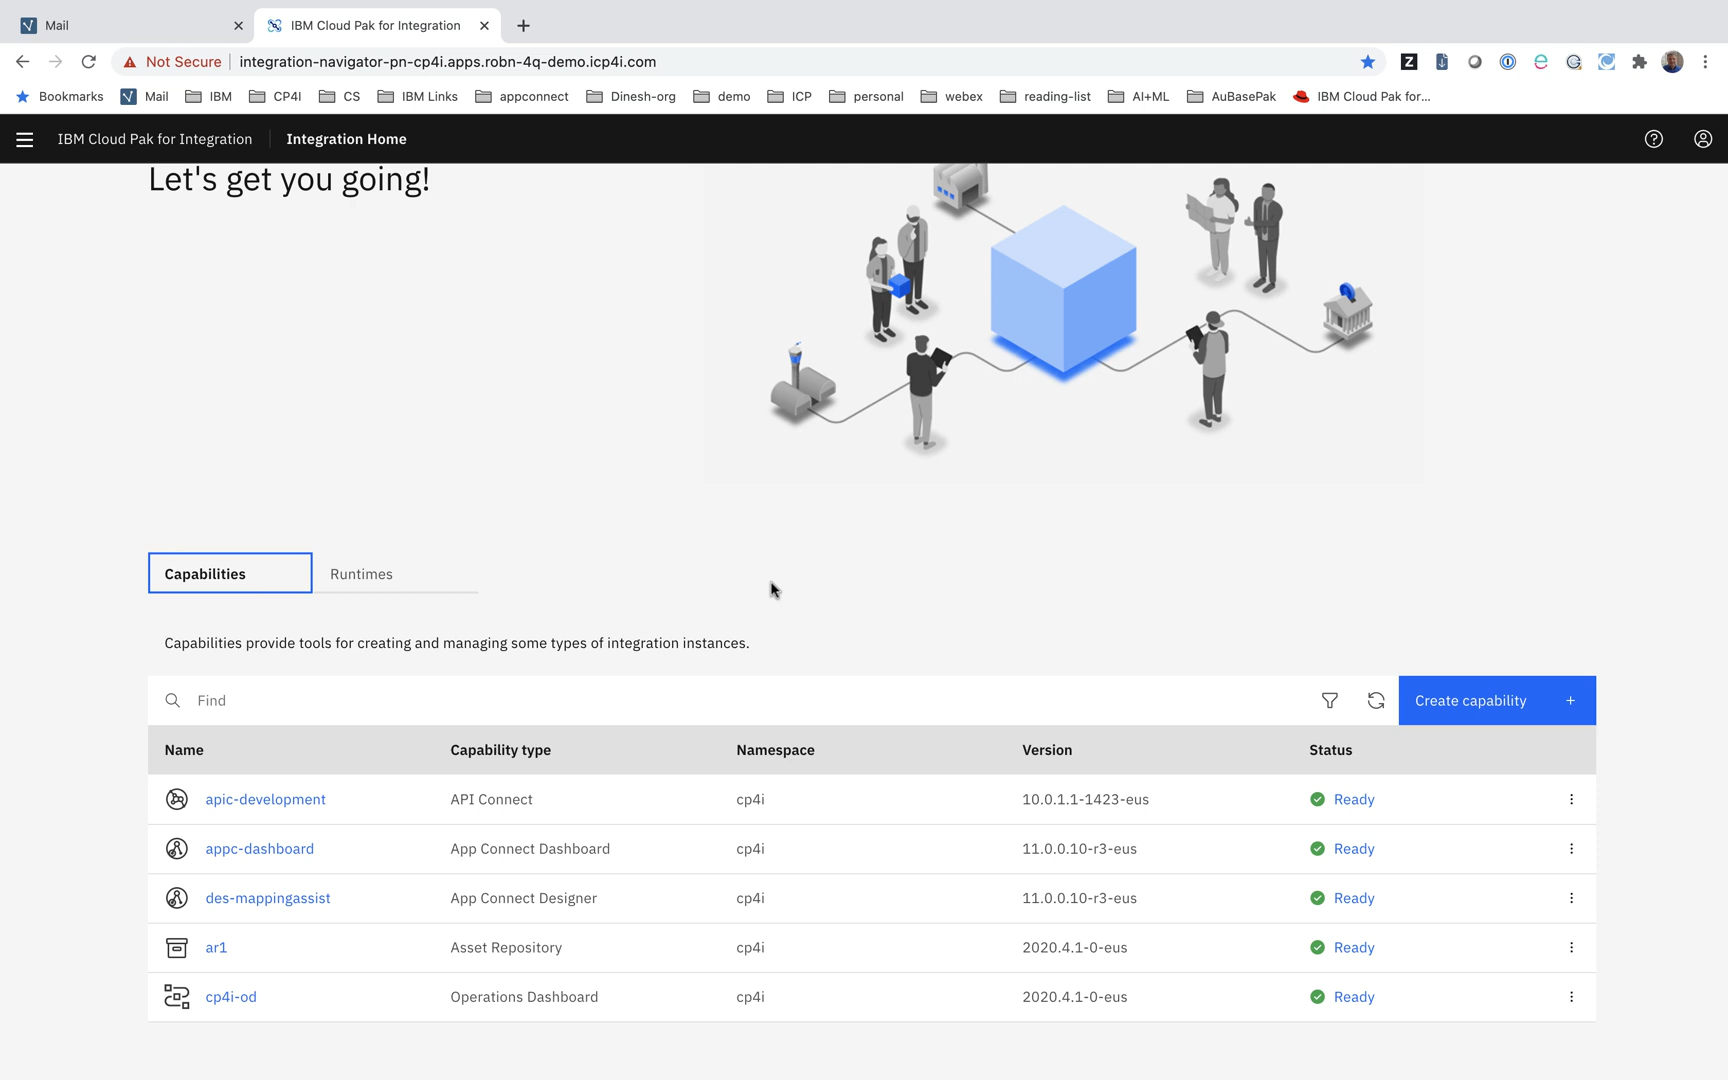 Mail
IBM Cloud Pak for Integration
Not Secure integration-navigator-pn-cp4i.apps.robn-4q-demo.icp4i.com
Bookmarks Mail IBM CP4I CS IBM Links appconnect Dinesh-org demo ICP personal webex reading-list AI+ML AuBasePak IBM Cloud Pak for...
IBM Cloud Pak for Integration Integration Home
Let's get you going!
Capabilities Runtimes
Capabilities provide tools for creating and managing some types of integration instances.
Find Create capability +
Name Capability type Namespace Version Status
apic-development API Connect cp4i 10.0.1.1-1423-eus Ready
appc-dashboard App Connect Dashboard cp4i 11.0.0.10-r3-eus Ready
des-mappingassist App Connect Designer cp4i 11.0.0.10-r3-eus Ready
ar1 Asset Repository cp4i 2020.4.1-0-eus Ready
cp4i-od Operations Dashboard cp4i 2020.4.1-0-eus Ready